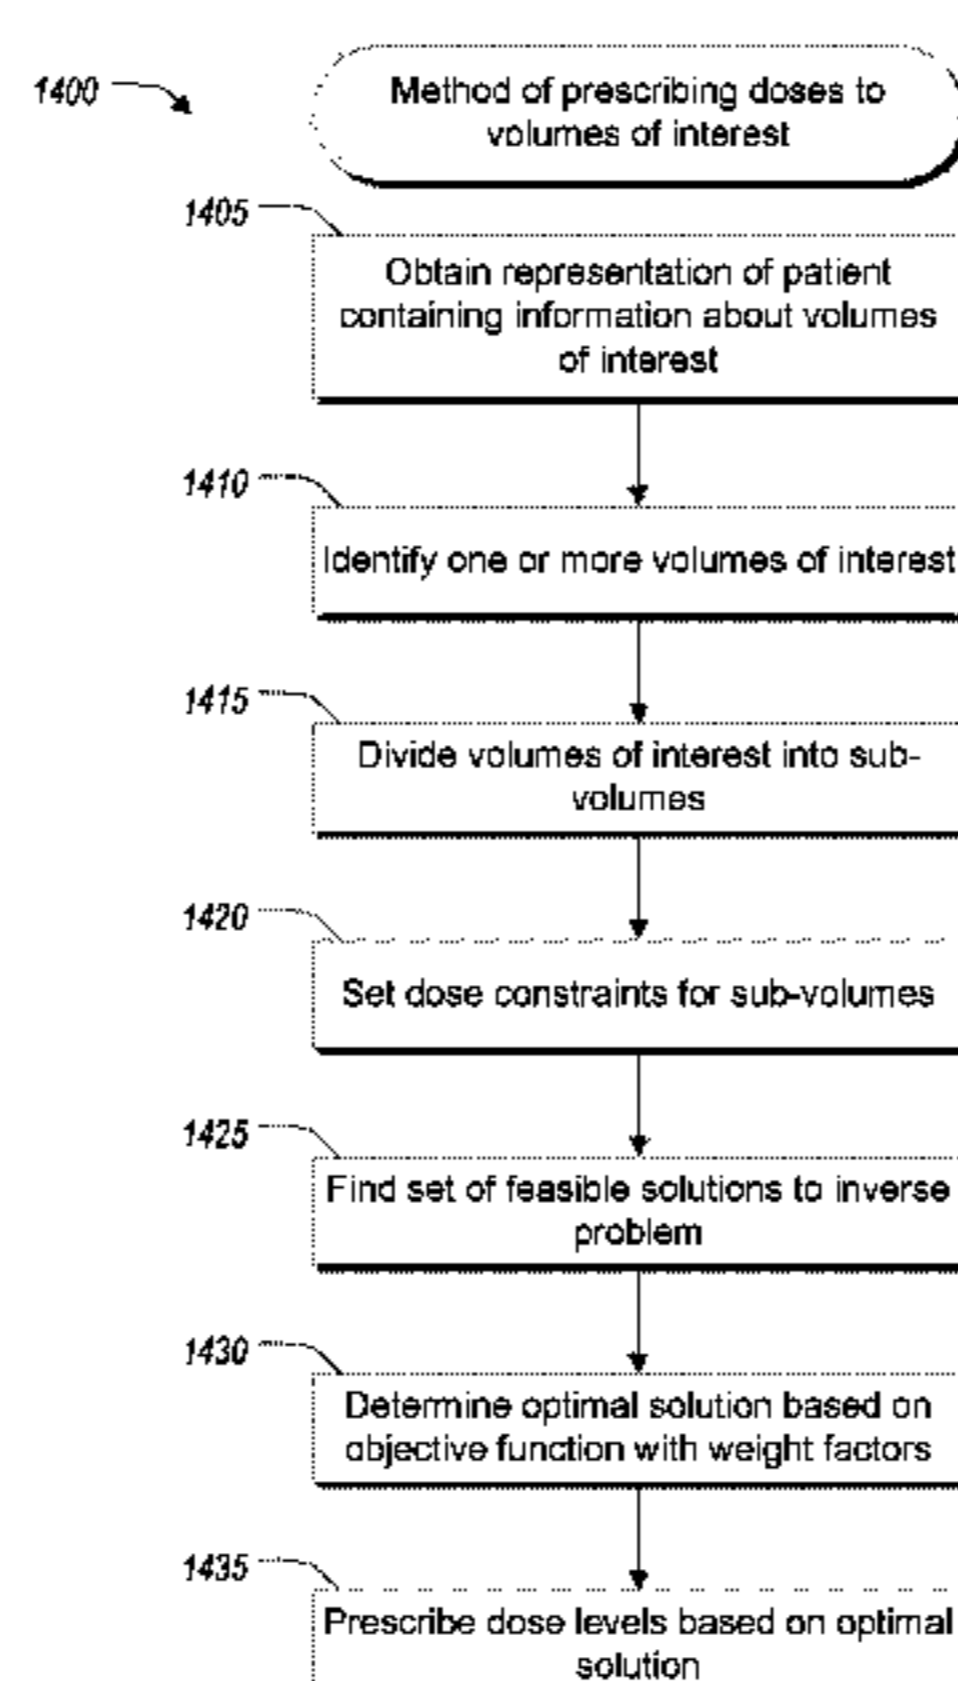 1400
Method of prescribing doses to
volumes of interest
1405
Obtain representation of patient
containing information about volumes
of interest
1410
Identify one or more volumes of interest
1415
Divide volumes of interest into sub-
volumes
1420
Set dose constraints for sub-volumes
1425
Find set of feasible solutions to inverse
problem
1430
Determine optimal solution based on
objective function with weight factors
1435
Prescribe dose levels based on optimal
solution